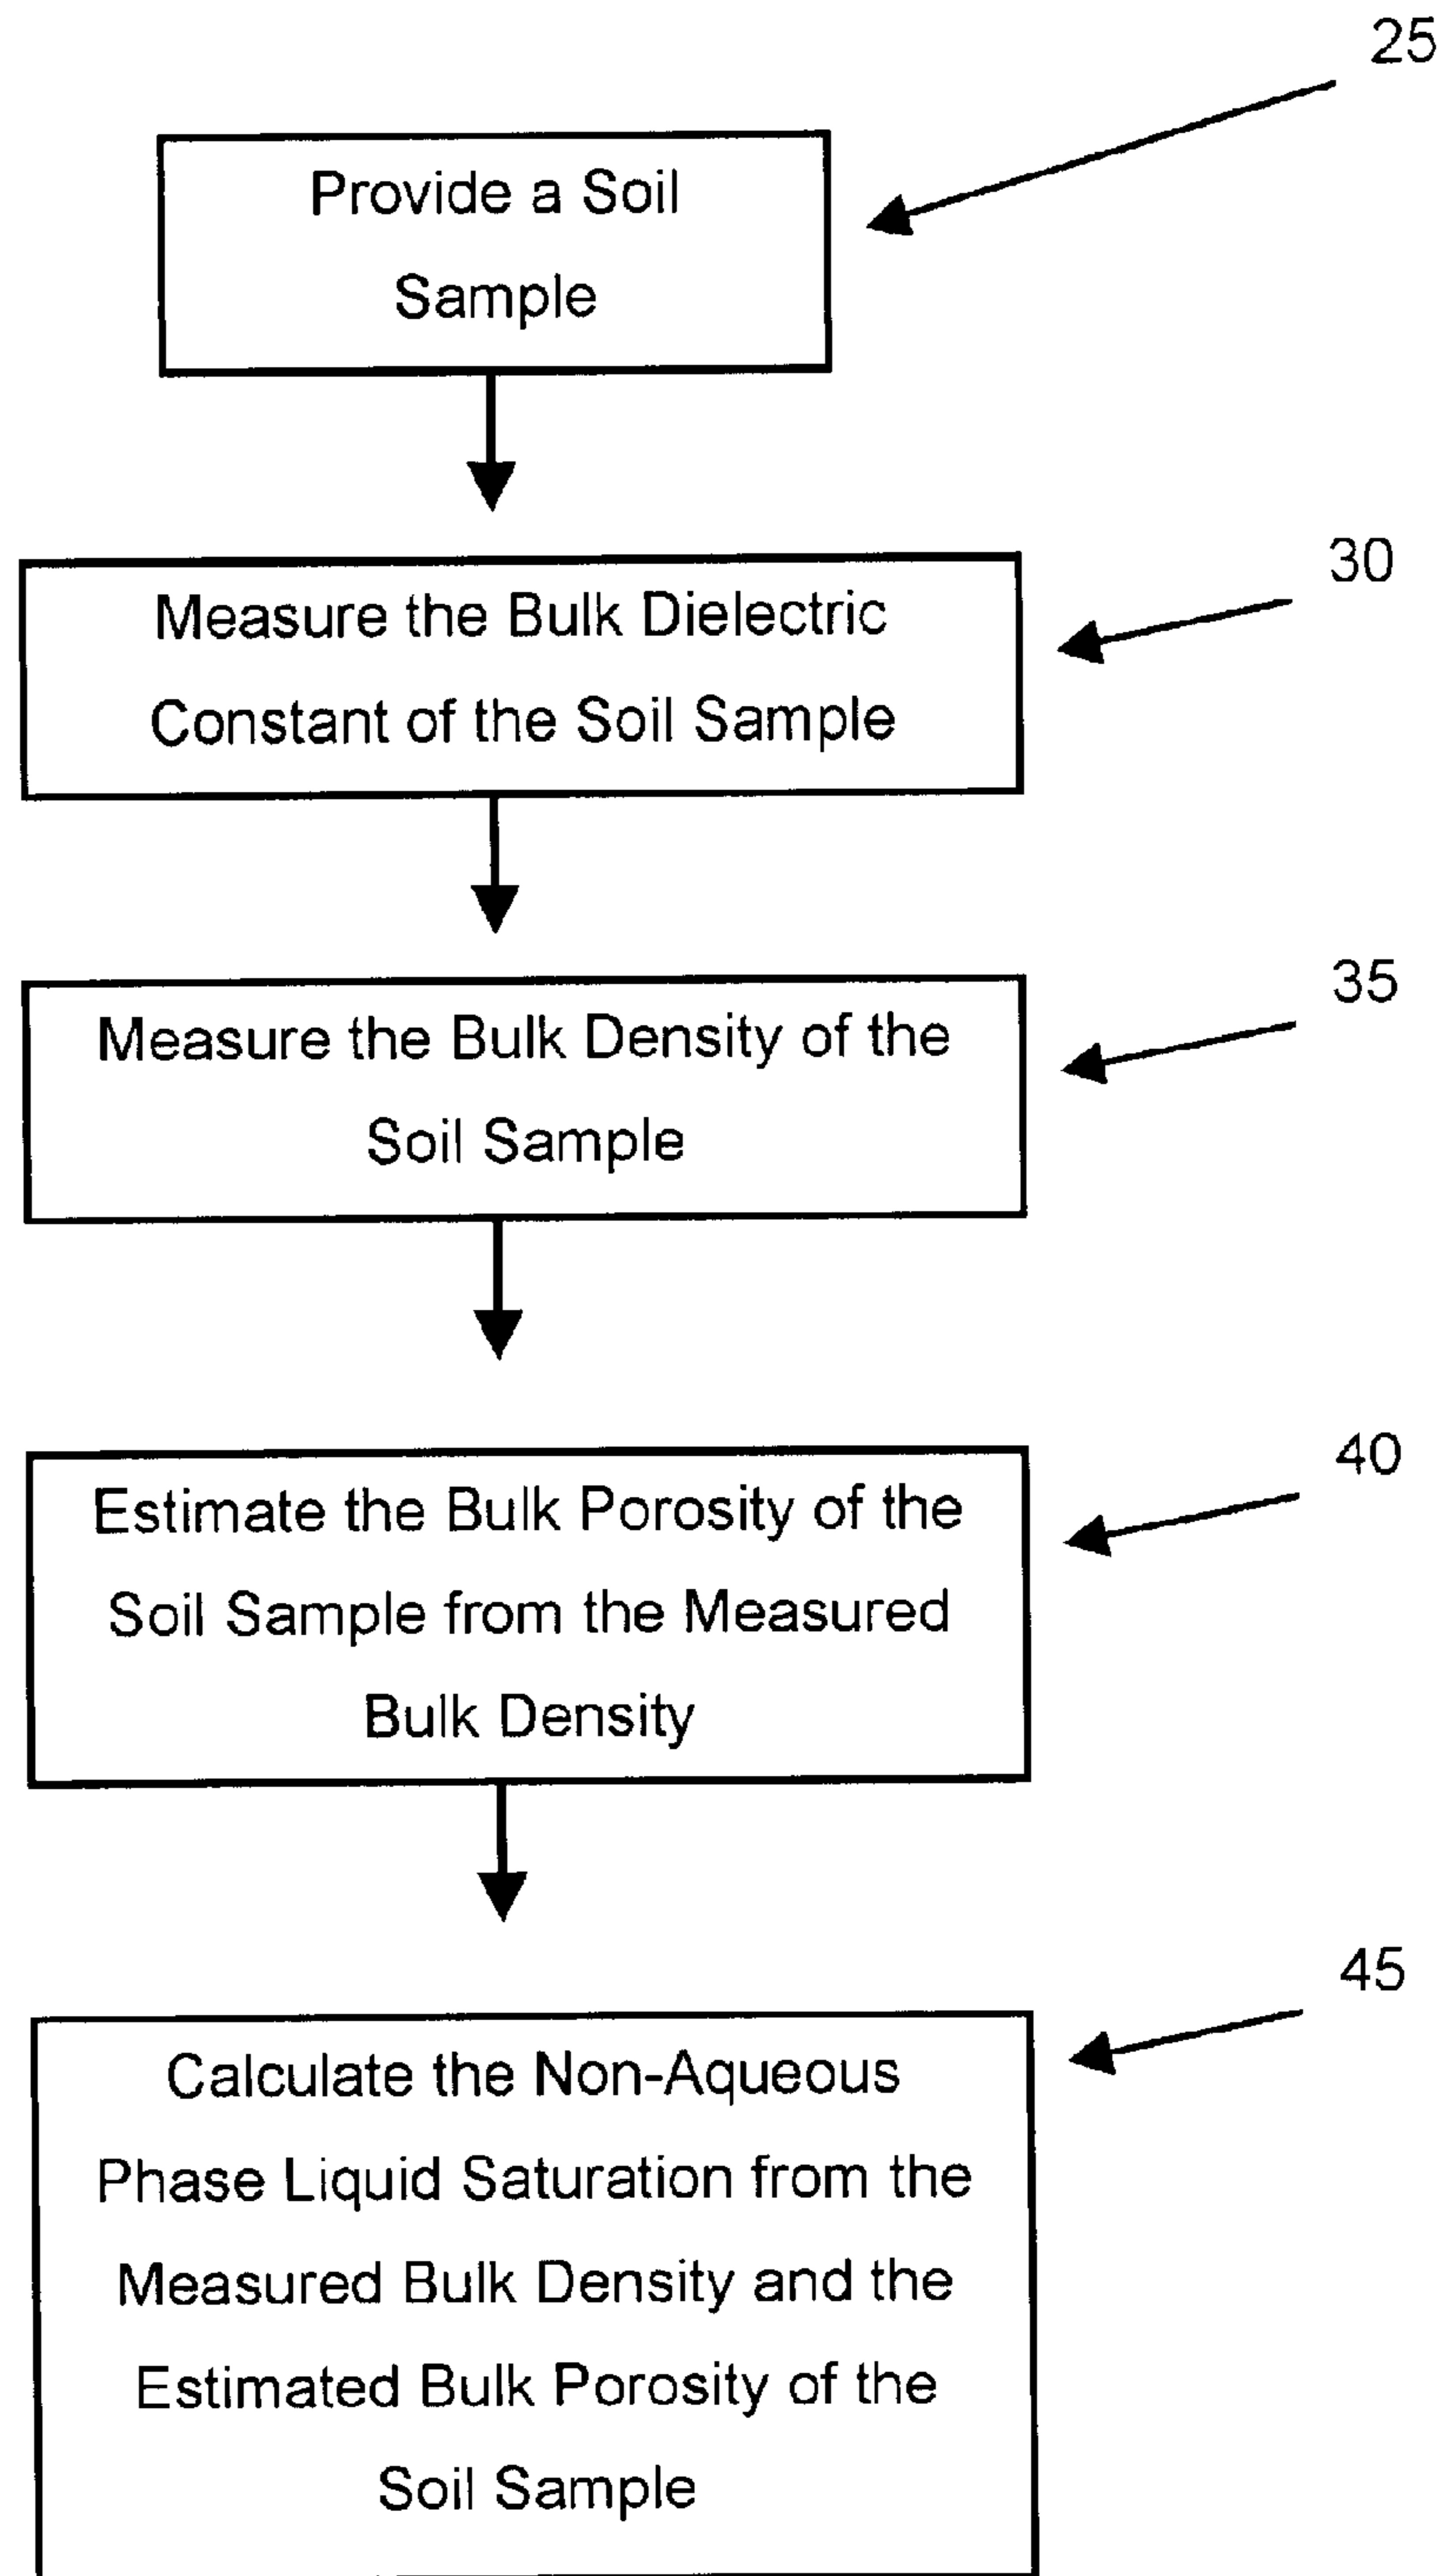 25
Provide a Soil
Sample
30
Measure the Bulk Dielectric
Constant of the Soil Sample
35
Measure the Bulk Density of the
Soil Sample
40
Estimate the Bulk Porosity of the
Soil Sample from the Measured
Bulk Density
45
Calculate the Non-Aqueous
Phase Liquid Saturation from the
Measured Bulk Density and the
Estimated Bulk Porosity of the
Soil Sample